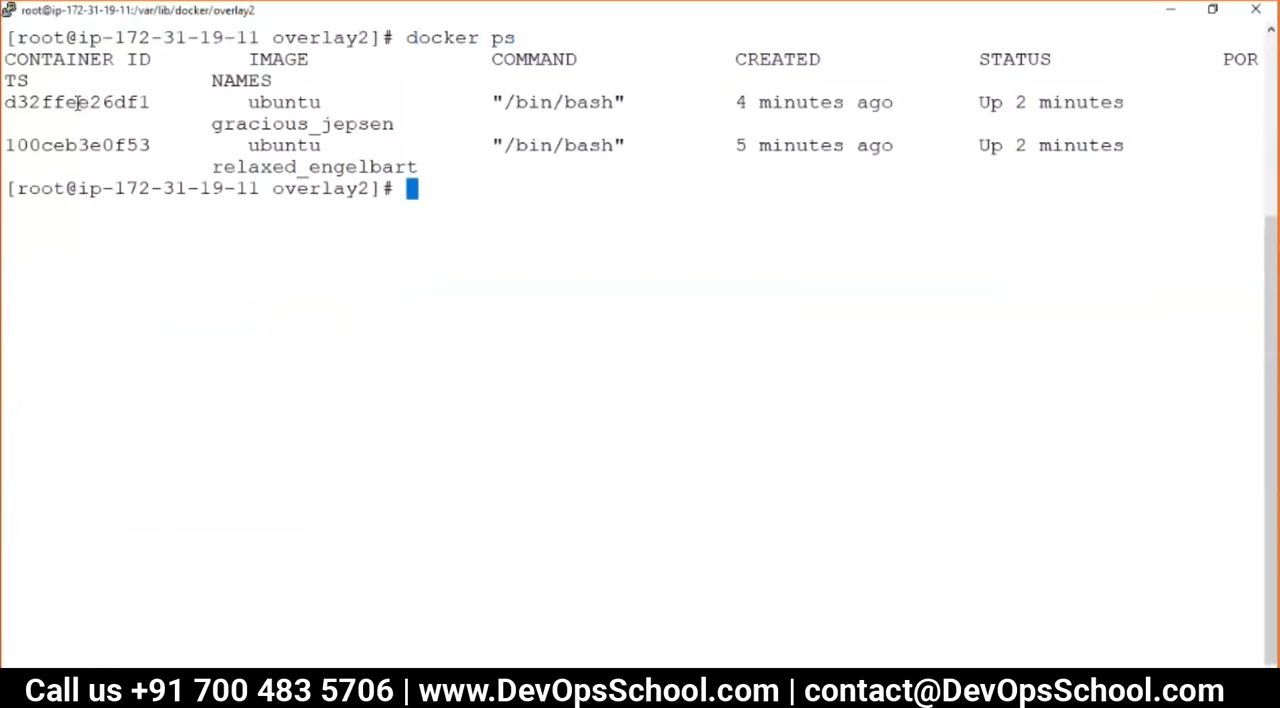 root@ip-172-31-19-11:/var/lib/docker/overlay2
[root@ip-172-31-19-11 overlay2]# docker ps
CONTAINER ID        IMAGE               COMMAND             CREATED             STATUS              POR
TS               NAMES
d32ffee26df1        ubuntu              "/bin/bash"         4 minutes ago       Up 2 minutes
                 gracious_jepsen
100ceb3e0f53        ubuntu              "/bin/bash"         5 minutes ago       Up 2 minutes
                 relaxed_engelbart
[root@ip-172-31-19-11 overlay2]#
Call us +91 700 483 5706 | www.DevOpsSchool.com | contact@DevOpsSchool.com